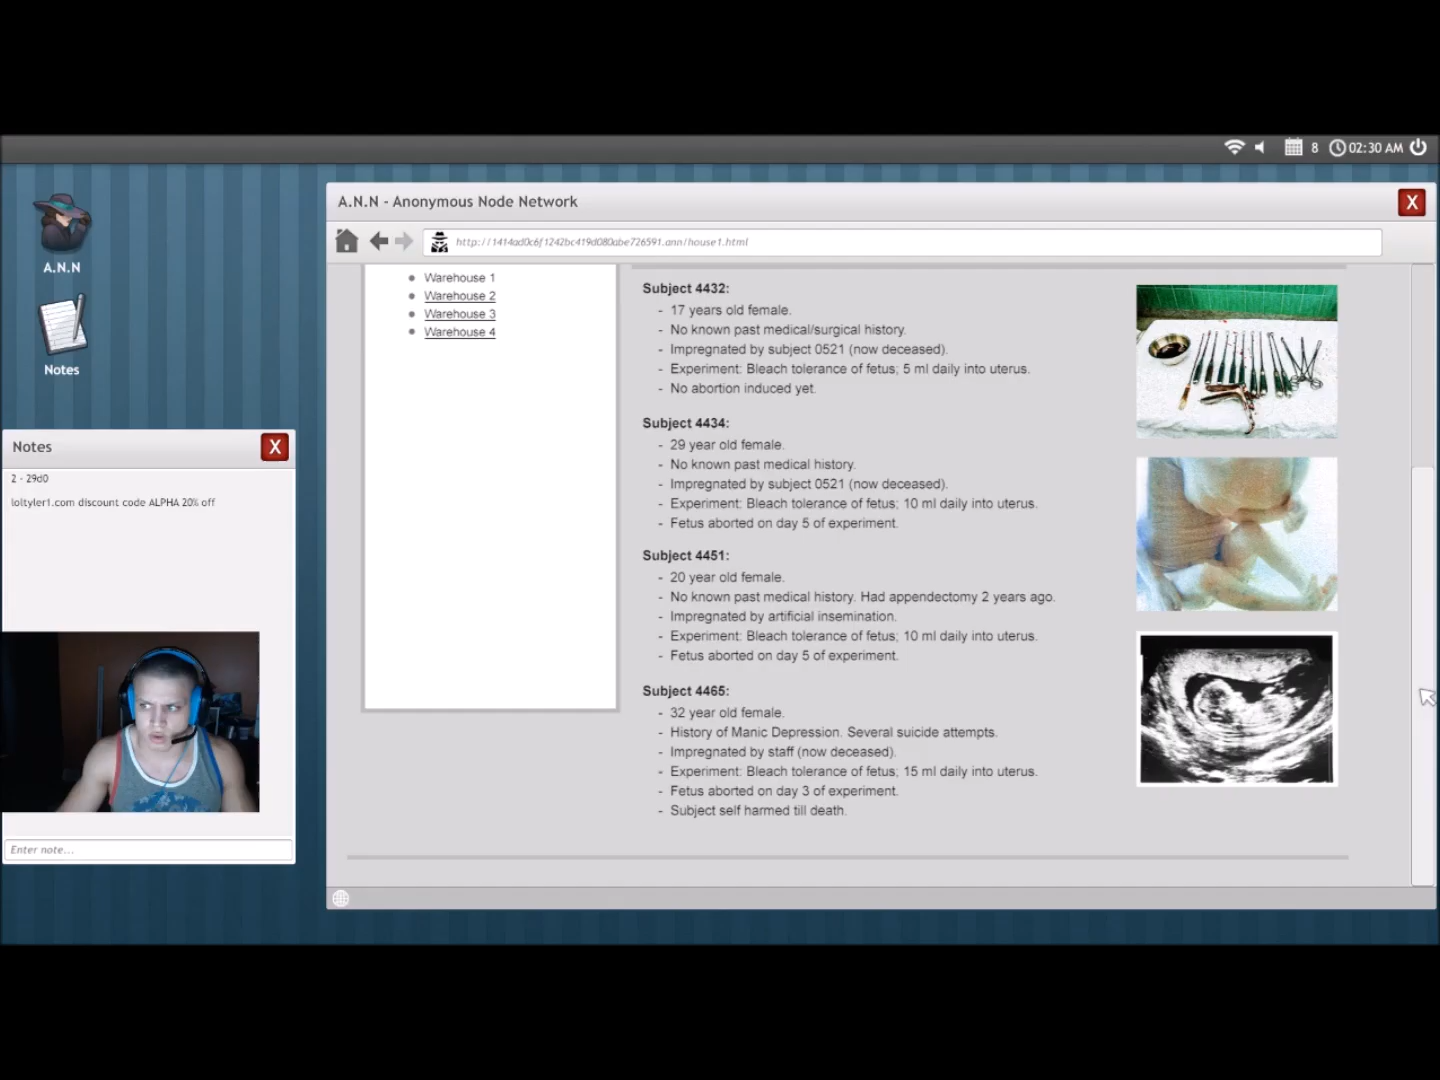 8
02:30 AM
A.N.N
Notes
Notes
X
2 - 29d0
loltyler1.com discount code ALPHA 20% off
Enter note...
A.N.N - Anonymous Node Network
X
http://1414ad0c6f1242bc419d080abe726591.ann/house1.html
Warehouse 1
Warehouse 2
Warehouse 3
Warehouse 4
Subject 4432:
- 17 years old female.
- No known past medical/surgical history.
- Impregnated by subject 0521 (now deceased).
- Experiment: Bleach tolerance of fetus; 5 ml daily into uterus.
- No abortion induced yet.
Subject 4434:
- 29 year old female.
- No known past medical history.
- Impregnated by subject 0521 (now deceased).
- Experiment: Bleach tolerance of fetus; 10 ml daily into uterus.
- Fetus aborted on day 5 of experiment.
Subject 4451:
- 20 year old female.
- No known past medical history. Had appendectomy 2 years ago.
- Impregnated by artificial insemination.
- Experiment: Bleach tolerance of fetus; 10 ml daily into uterus.
- Fetus aborted on day 5 of experiment.
Subject 4465:
- 32 year old female.
- History of Manic Depression. Several suicide attempts.
- Impregnated by staff (now deceased).
- Experiment: Bleach tolerance of fetus; 15 ml daily into uterus.
- Fetus aborted on day 3 of experiment.
- Subject self harmed till death.